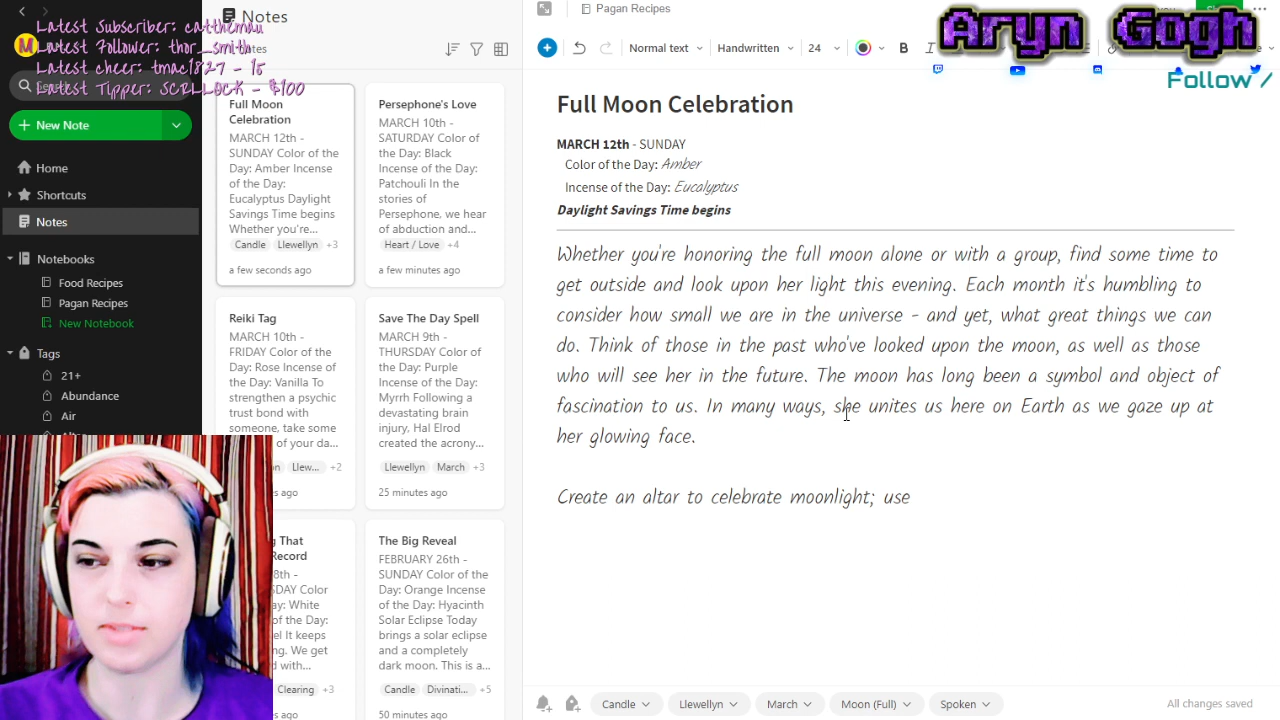 Latest Subscriber: catthemau
Latest Follower: thor_smith
Latest cheer: tmac1827 - 15
Latest Tipper: SCRLLOCK - $100
M
New Note
Home
Shortcuts
Notes
Notebooks
Food Recipes
Pagan Recipes
New Notebook
Tags
21+
Abundance
Air
Notes
Full Moon
Celebration
MARCH 12th -
SUNDAY Color of
the Day: Amber
Incense of the Day:
Eucalyptus Daylight
Savings Time begins
Whether you're...
Candle Llewellyn +3
a few seconds ago
Persephone's Love
MARCH 10th -
SATURDAY Color of
the Day: Black
Incense of the Day:
Patchouli In the
stories of
Persephone, we hear
of abduction and...
Heart / Love +4
a few minutes ago
Reiki Tag
MARCH 10th -
FRIDAY Color of the
Day: Rose Incense
of the Day: Vanilla To
strengthen a psychic
trust bond with
someone, take some
of your da...
Llew... +2
Save The Day Spell
MARCH 9th -
THURSDAY Color of
the Day: Purple
Incense of the Day:
Myrrh Following a
devastating brain
injury, Hal Elrod
created the acrony...
Llewellyn March +3
25 minutes ago
That
Record
White
of the Day:
It keeps
We get
with...
Clearing +3
The Big Reveal
FEBRUARY 26th -
SUNDAY Color of
the Day: Orange
Incense of the Day: Hyacinth
Solar Eclipse Today
brings a solar eclipse
and a completely
dark moon. This is a...
Candle Divinati... +5
50 minutes ago
Pagan Recipes
Normal text Handwritten 24 B I
Aryn Gogh
Follow /
Full Moon Celebration
MARCH 12th - SUNDAY
Color of the Day: Amber
Incense of the Day: Eucalyptus
Daylight Savings Time begins
Whether you're honoring the full moon alone or with a group, find some time to
get outside and look upon her light this evening. Each month it's humbling to
consider how small we are in the universe - and yet, what great things we can
do. Think of those in the past who've looked upon the moon, as well as those
who will see her in the future. The moon has long been a symbol and object of
fascination to us. In many ways, she unites us here on Earth as we gaze up at
her glowing face.
Create an altar to celebrate moonlight; use
Candle Llewellyn March Moon (Full) Spoken
All changes saved